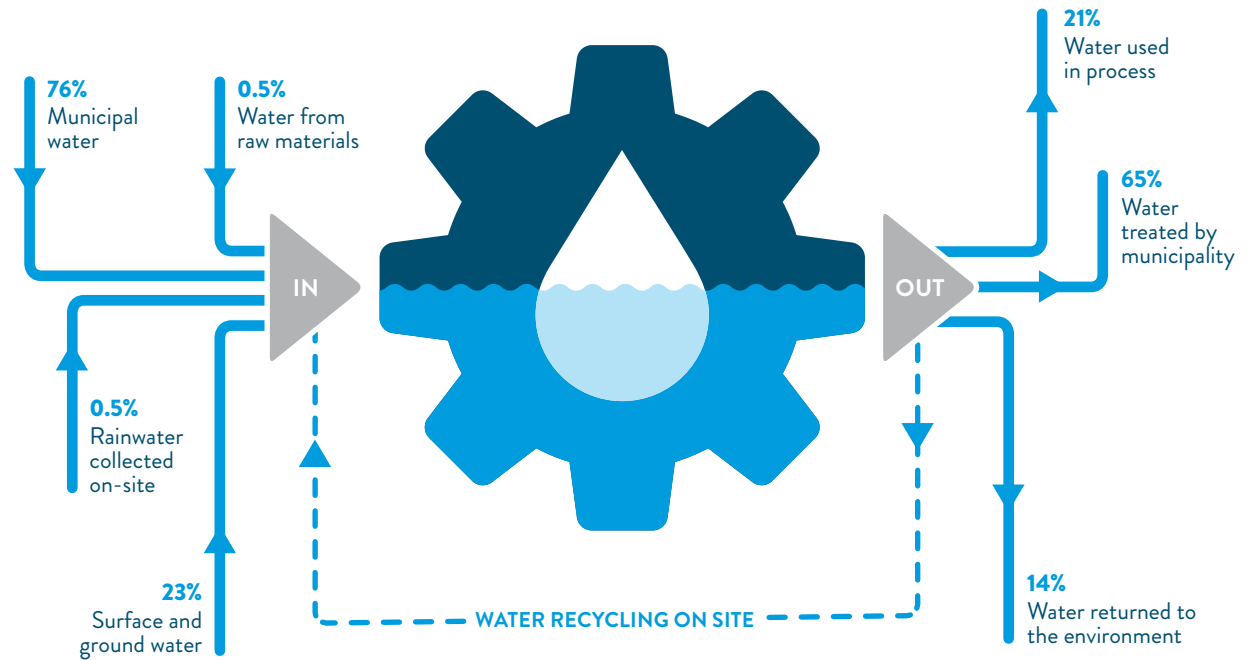 76%
Municipal
water
0.5%
Water from
raw materials
0.5%
Rainwater
collected
on-site
23%
Surface and
ground water
IN
WATER RECYCLING ON SITE
OUT
21%
Water used
in process
65%
Water
treated by
municipality
14%
Water returned to
the environment